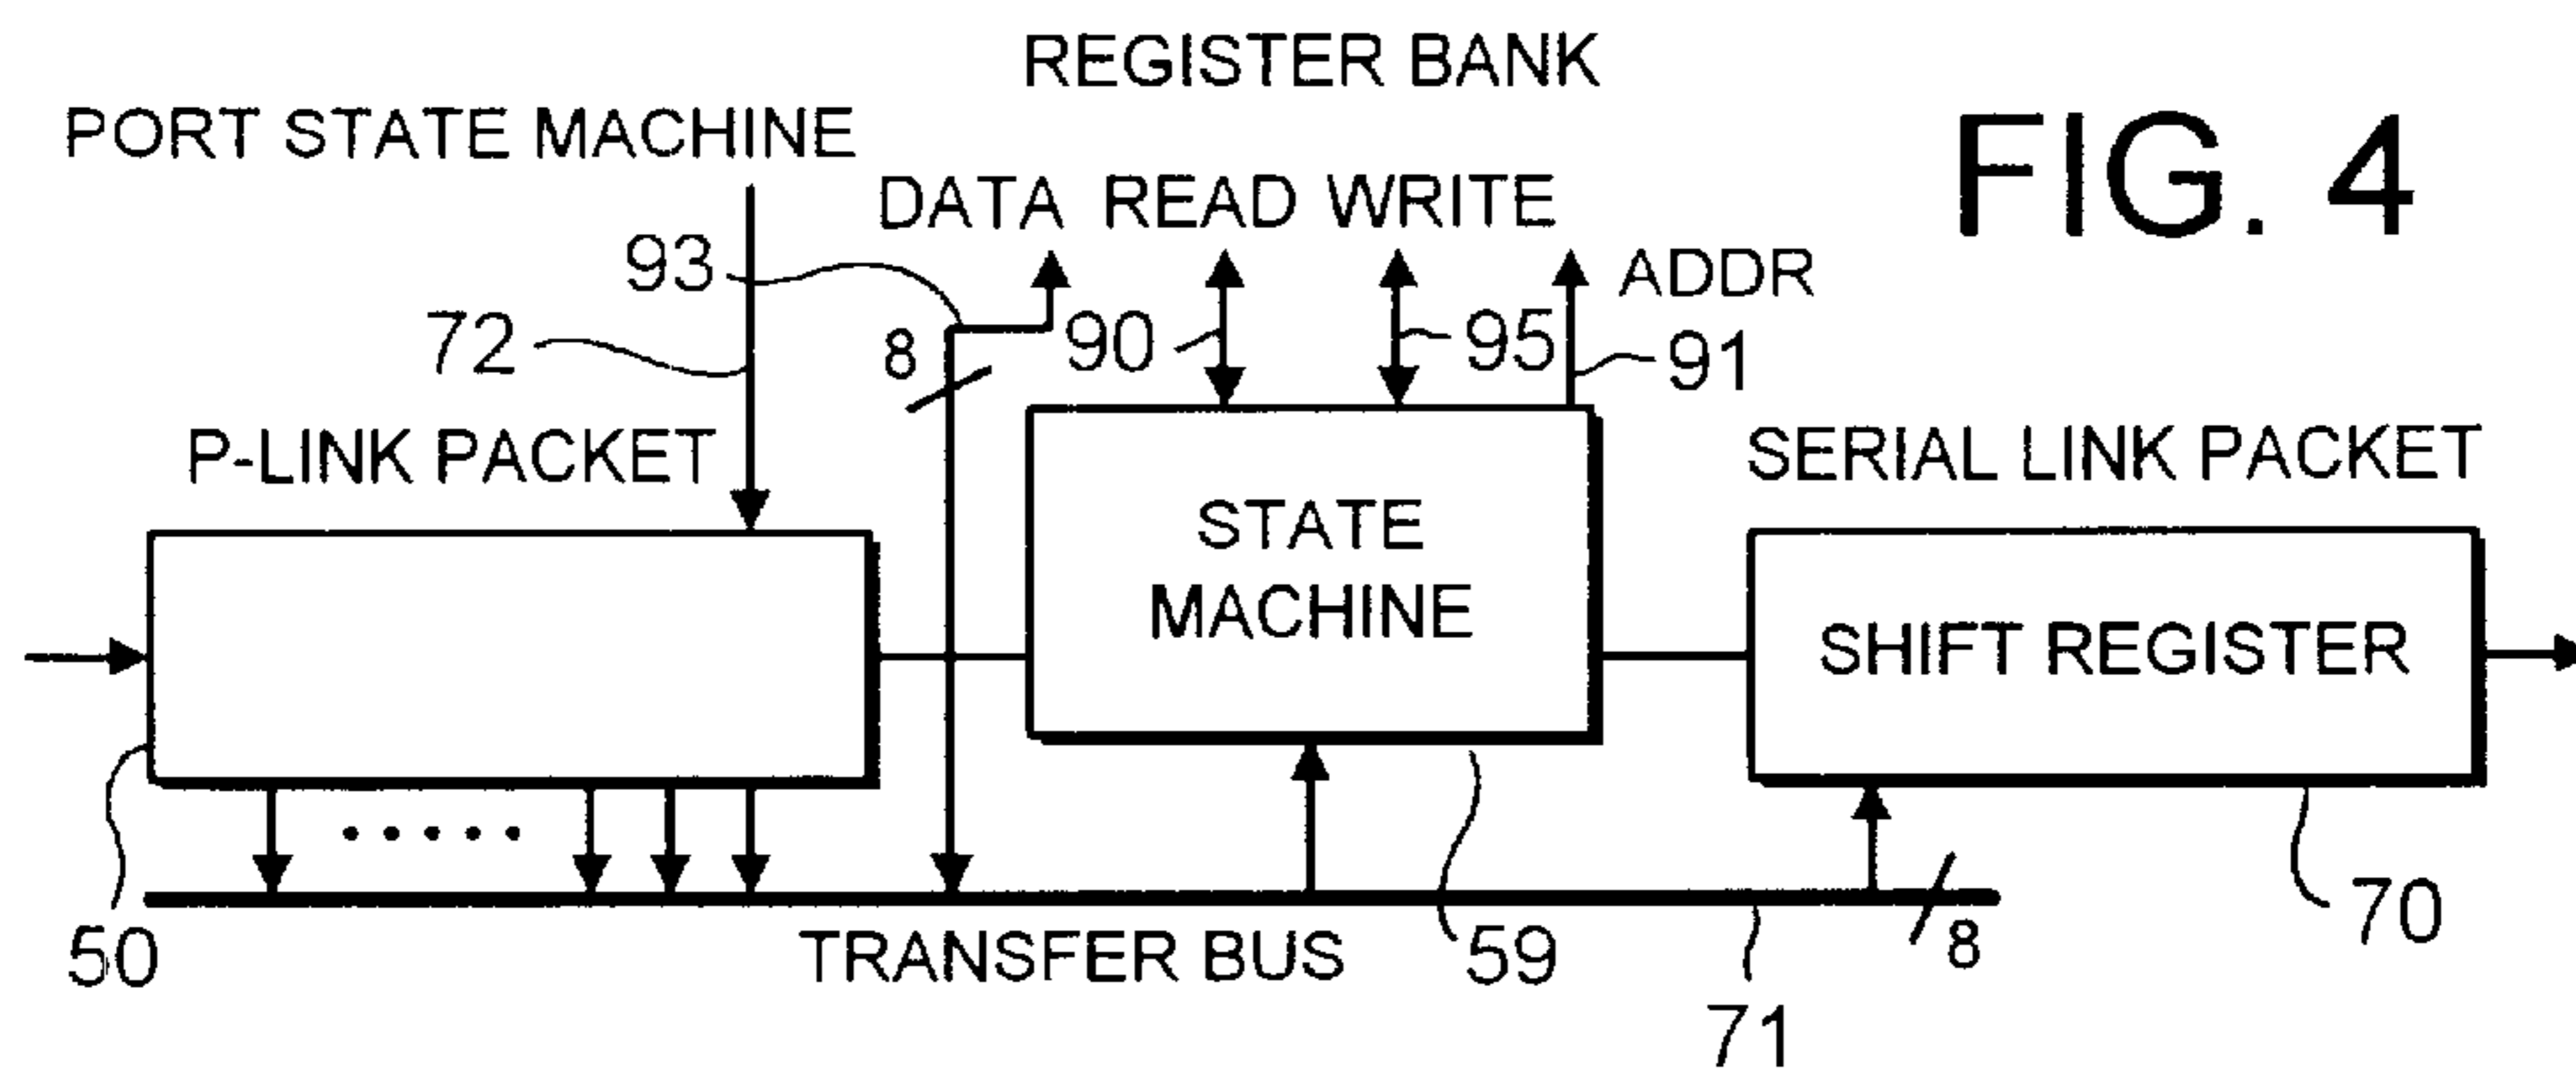 REGISTER BANK
FIG. 4
PORT STATE MACHINE
DATA READ WRITE
93
ADDR
72
8
90
95
91
P-LINK PACKET
SERIAL LINK PACKET
STATE
MACHINE
SHIFT REGISTER
50
TRANSFER BUS
59
8
70
71